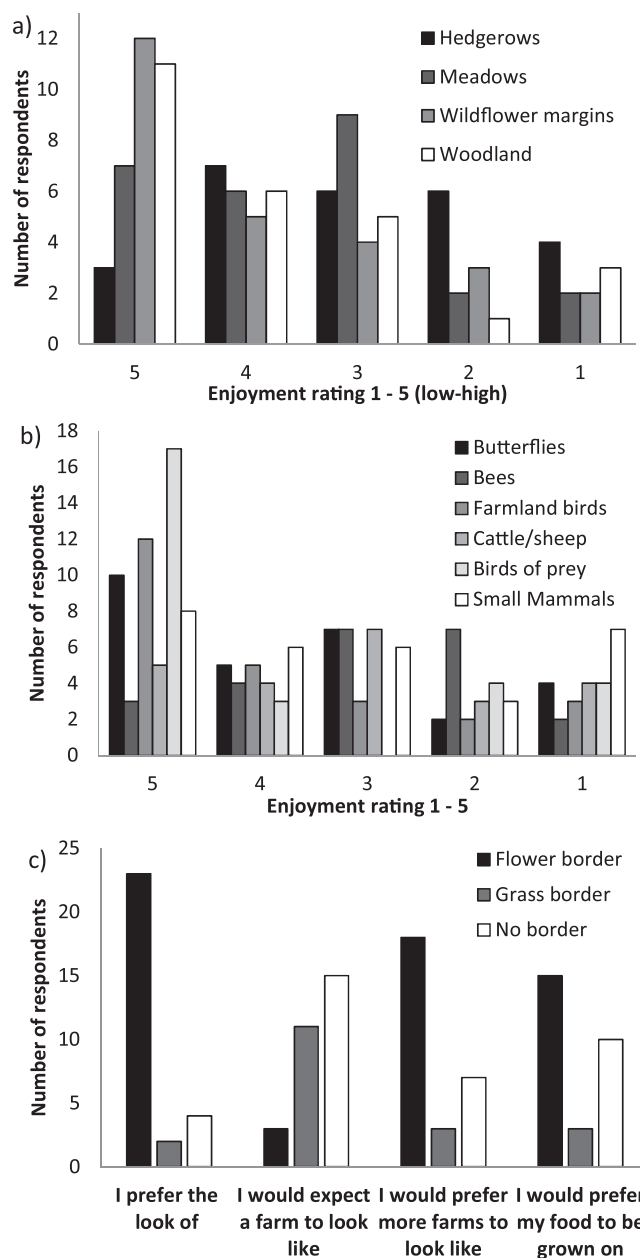 a)
12
10
8
6
4
2
0
Number of respondents
Hedgerows
Meadows
Wildflower margins
Woodland
5 4 3 2 1
Enjoyment rating 1 - 5 (low-high)
b)
18
16
14
12
10
8
6
4
2
0
Number of respondents
Butterflies
Bees
Farmland birds
Cattle/sheep
Birds of prey
Small Mammals
5 4 3 2 1
Enjoyment rating 1 - 5
c)
25
20
15
10
5
0
Number of respondents
Flower border
Grass border
No border
I prefer the
look of
I would expect
a farm to look
like
I would prefer
more farms to
look like
I would prefer
my food to be
grown on